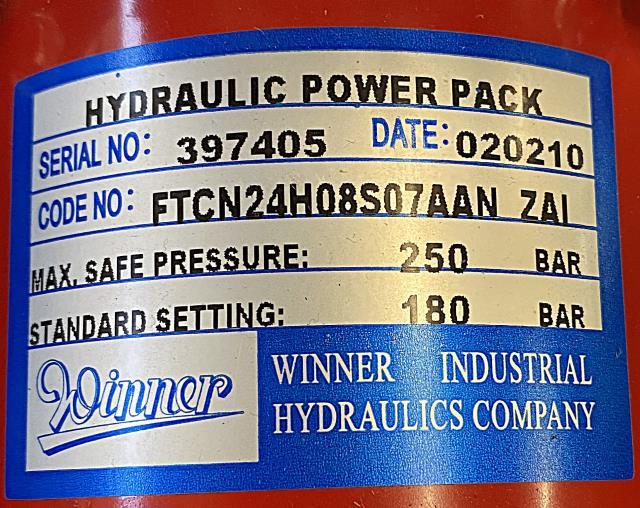 HYDRAULIC POWER PACK
SERIAL NO: 397405 DATE: 020210
CODE NO: FTCN24H08S07AAN ZAI
MAX. SAFE PRESSURE: 250 BAR
STANDARD SETTING: 180 BAR
Winner
WINNER INDUSTRIAL
HYDRAULICS COMPANY